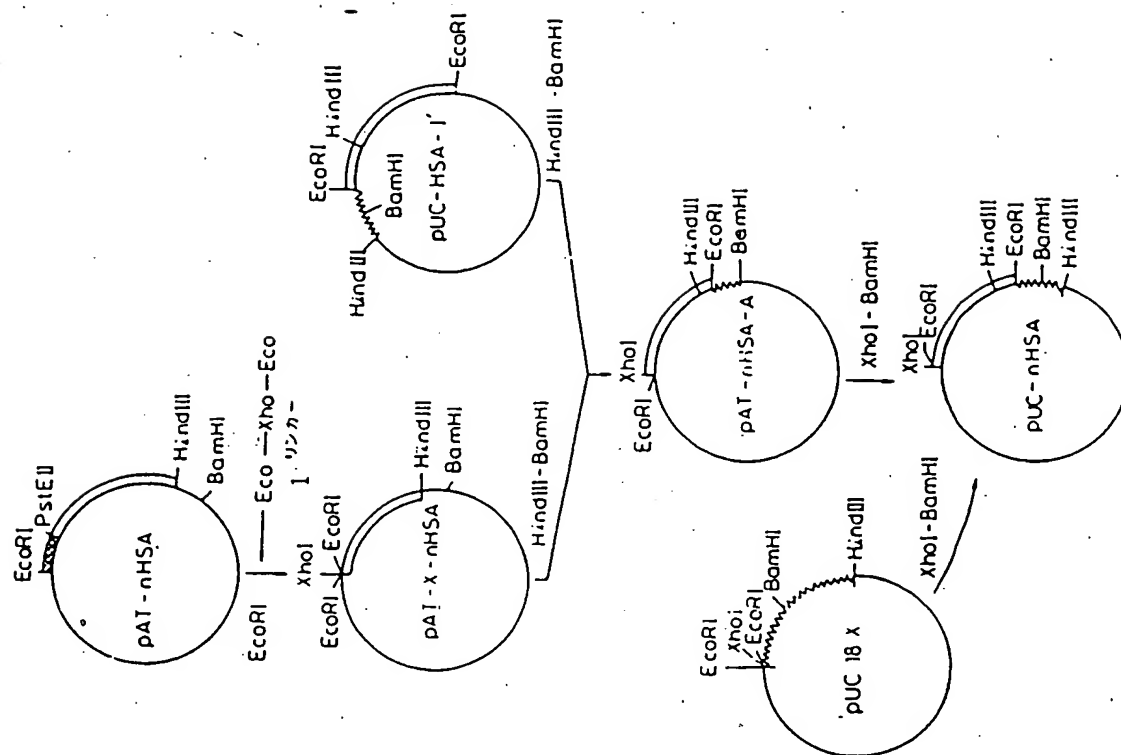 EcoRI
PstEII
HindIII
BamHI
pAT-nHSA
EcoRI
Eco—Xho—Eco
リンカー
XhoI
EcoRI
EcoRI
HindIII
BamHI
pAT-X-nHSA
HindIII-BamHI
EcoRI
HindIII
EcoRI
BamHI
HindIII
pUC-HSA-I'
HindIII-BamHI
XhoI
EcoRI
HindIII
EcoRI
BamHI
pAT-nHSA-A
XhoI-BamHI
EcoRI
XhoI
EcoRI
BamHI
HindIII
pUC 18 X
XhoI-BamHI
XhoI
EcoRI
HindIII
EcoRI
BamHI
HindIII
pUC-nHSA